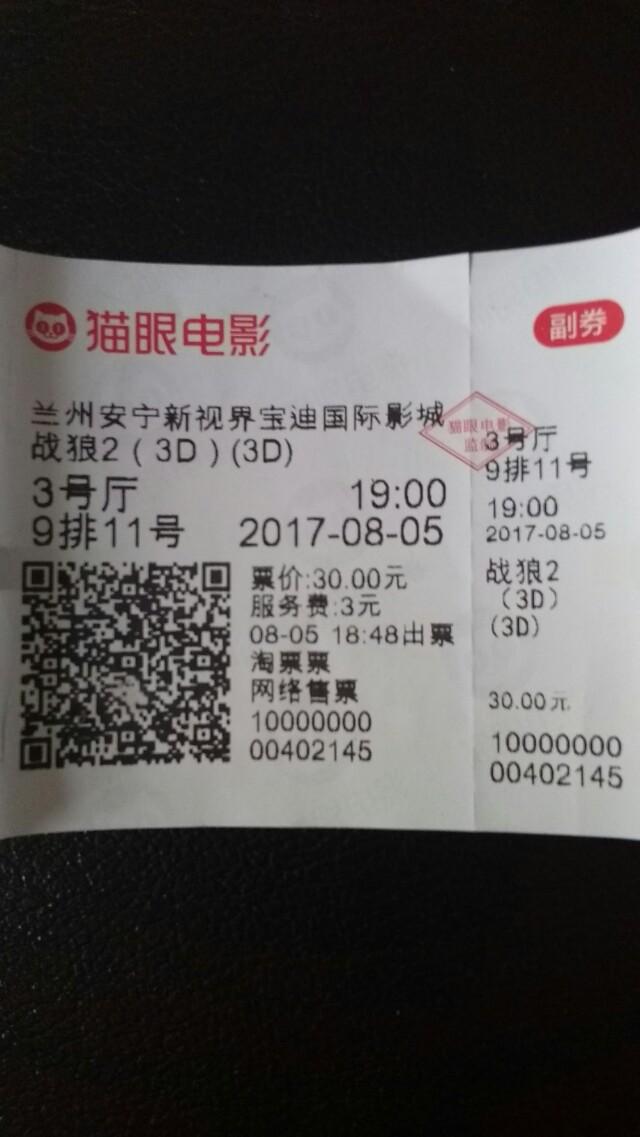 猫眼电影
兰州安宁新视界宝迪国际影城
战狼2（3D）(3D)
3号厅 19:00
9排11号 2017-08-05
票价:30.00元
服务费:3元
08-05 18:48出票
淘票票
网络售票
10000000
00402145
副券
猫眼电影
3号厅
9排11号
19:00
2017-08-05
战狼2
（3D）
(3D)
30.00元
10000000
00402145